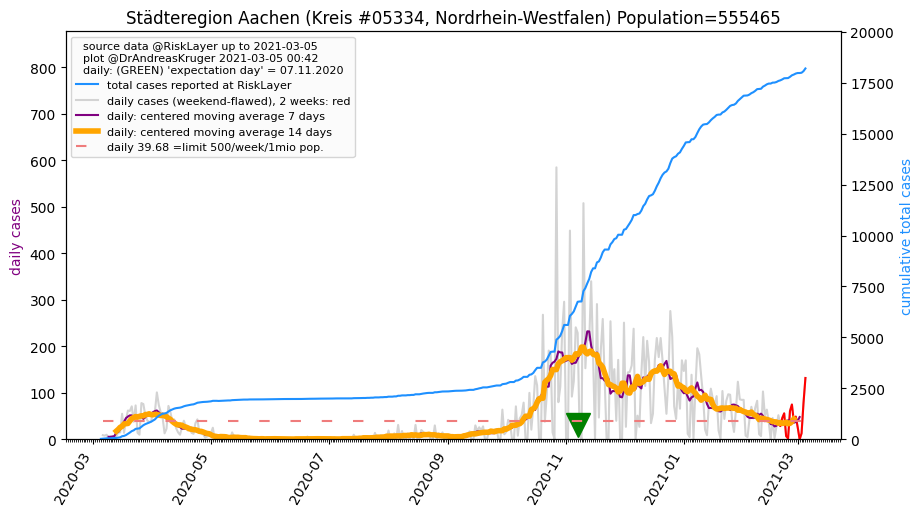 Städteregion Aachen (Kreis #05334, Nordrhein-Westfalen) Population=555465
source data @RiskLayer up to 2021-03-05
plot @DrAndreasKruger 2021-03-05 00:42
daily: (GREEN) 'expectation day' = 07.11.2020
total cases reported at RiskLayer
daily cases (weekend-flawed), 2 weeks: red
daily: centered moving average 7 days
daily: centered moving average 14 days
daily 39.68 =limit 500/week/1mio pop.
daily cases
800
700
600
500
400
300
200
100
0
20000
17500
15000
12500
10000
7500
5000
2500
0
cumulative total cases
2020-03
2020-05
2020-07
2020-09
2020-11
2021-01
2021-03